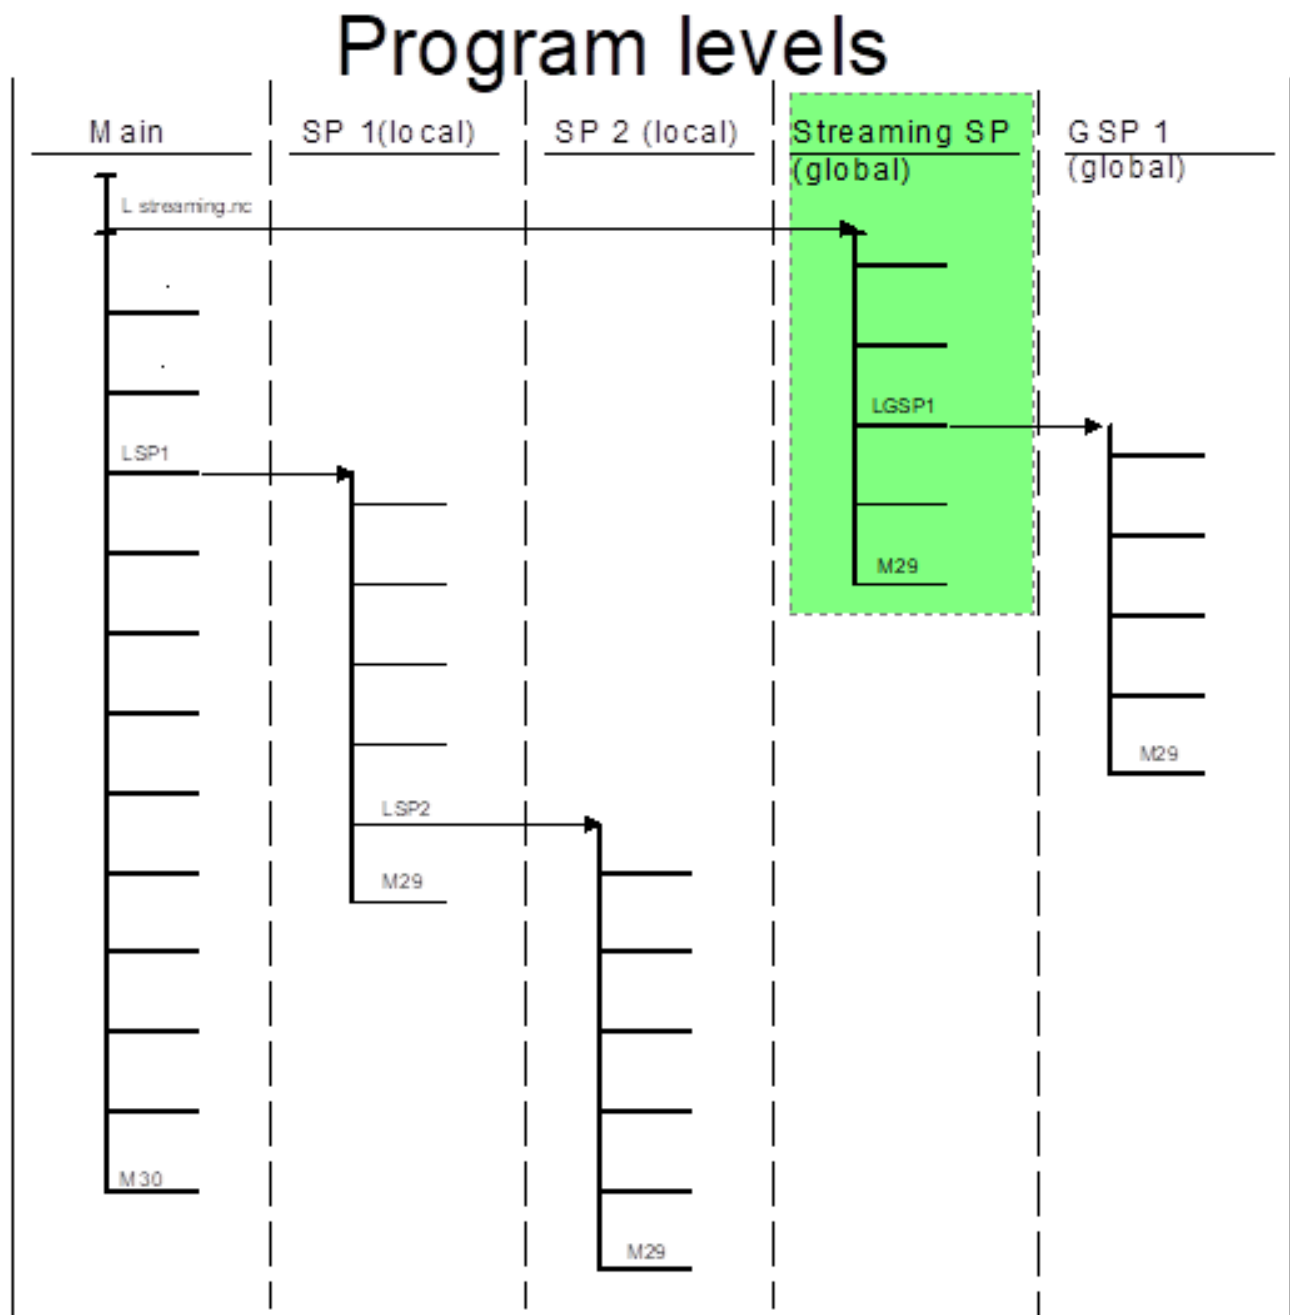 Program levels
Main
SP 1(local)
SP 2 (local)
Streaming SP
(global)
GSP 1
(global)
L streaming.nc
LGSP1
LSP1
M29
M29
LSP2
M29
M30
M29